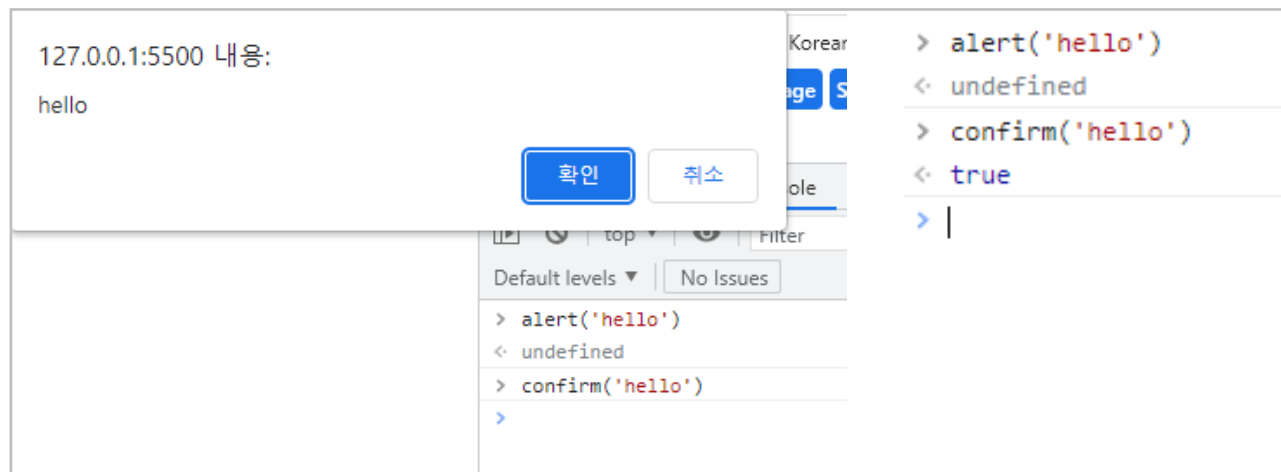 127.0.0.1:5500 내용:
hello
확인
취소
Korear
age
S
ole
top ▼
Filter
Default levels ▼
No Issues
> alert('hello')
<· undefined
> confirm('hello')
>
> alert('hello')
<· undefined
> confirm('hello')
<· true
>